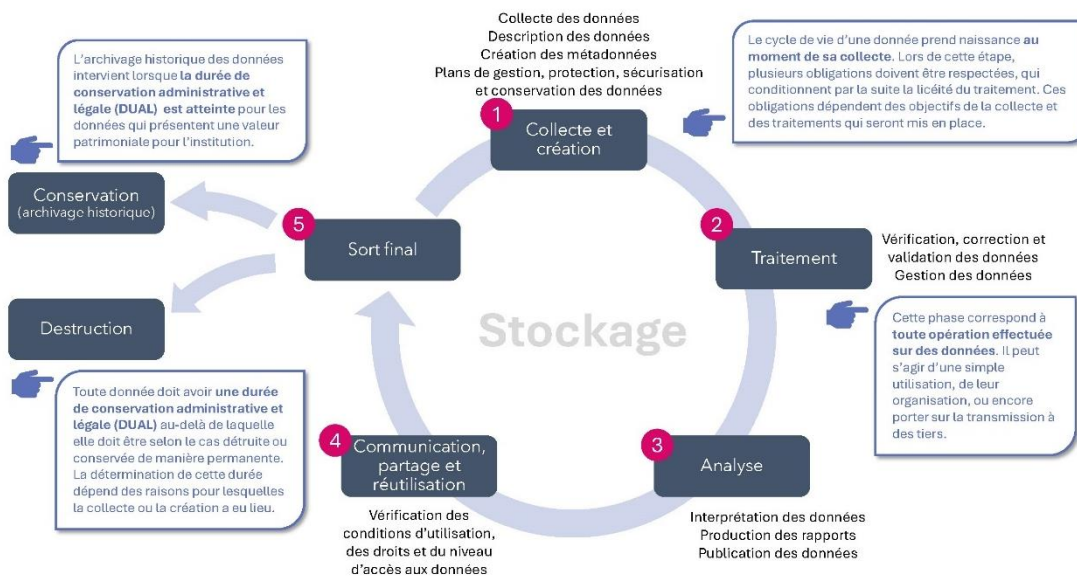 Collecte des données
Description des données
Création des métadonnées
Plans de gestion, protection, sécurisation
et conservation des données
1
Collecte et
création
Le cycle de vie d'une donnée prend naissance au
moment de sa collecte. Lors de cette étape,
plusieurs obligations doivent être respectées, qui
conditionnent par la suite la licéité du traitement. Ces
obligations dépendent des objectifs de la collecte et
des traitements qui seront mis en place.
2
Traitement
Vérification, correction et
validation des données
Gestion des données
Cette phase correspond à
toute opération effectuée
sur des données. Il peut
s'agir d'une simple
utilisation, de leur
organisation, ou encore
porter sur la transmission à
des tiers.
3
Analyse
Interprétation des données
Production des rapports
Publication des données
4
Communication,
partage et
réutilisation
Vérification des
conditions d'utilisation,
des droits et du niveau
d'accès aux données
5
Sort final
L'archivage historique des données
intervient lorsque la durée de
conservation administrative et
légale (DUAL) est atteinte pour les
données qui présentent une valeur
patrimoniale pour l'institution.
Conservation
(archivage historique)
Destruction
Toute donnée doit avoir une durée
de conservation administrative et
légale (DUAL) au-delà de laquelle
elle doit être selon le cas détruite ou
conservée de manière permanente.
La détermination de cette durée
dépend des raisons pour lesquelles
la collecte ou la création a eu lieu.
Stockage